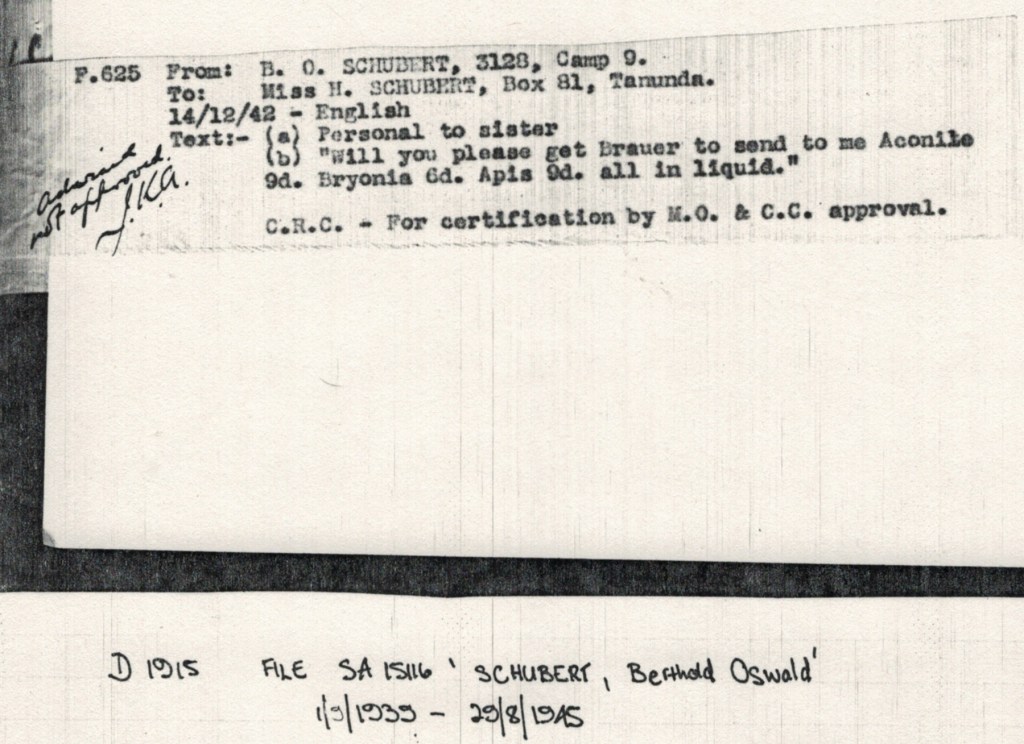 F.625 From: B. O. SCHUBERT, 3128, Camp 9.
To: Miss H. SCHUBERT, Box 81, Tanunda.
14/12/42 - English
Text:- (a) Personal to sister
(b) "Will you please get Brauer to send to me Aconite
9d. Bryonia 6d. Apis 9d. all in liquid."
not approved.
J.K.A.
C.R.C. - For certification by M.O. & C.C. approval.
D 1915 FILE SA 15116 ' SCHUBERT, Berthold Oswald'
1/9/1939 - 29/8/1945